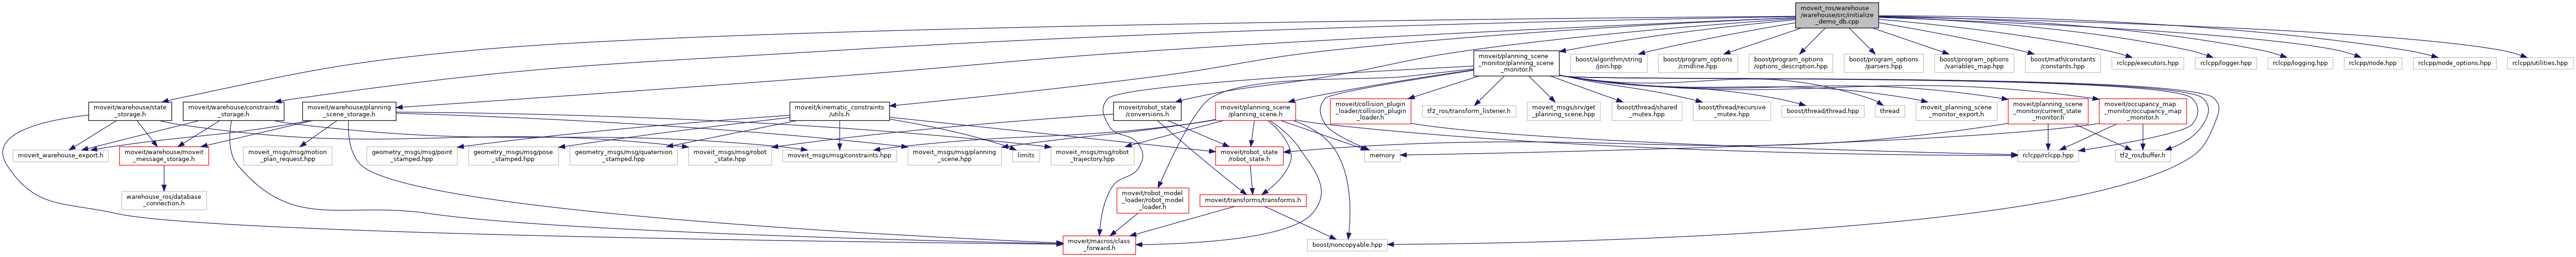 moveit_ros/warehouse
/warehouse/src/initialize
_demo_db.cpp
moveit/planning_scene
_monitor/planning_scene
_monitor.h
boost/algorithm/string
/join.hpp
boost/program_options
/cmdline.hpp
boost/program_options
/options_description.hpp
boost/program_options
/parsers.hpp
boost/program_options
/variables_map.hpp
boost/math/constants
/constants.hpp
rclcpp/executors.hpp
rclcpp/logger.hpp
rclcpp/logging.hpp
rclcpp/node.hpp
rclcpp/node_options.hpp
rclcpp/utilities.hpp
moveit/warehouse/state
_storage.h
moveit/warehouse/constraints
_storage.h
moveit/warehouse/planning
_scene_storage.h
moveit/kinematic_constraints
/utils.h
moveit/robot_state
/conversions.h
moveit/planning_scene
/planning_scene.h
moveit/collision_plugin
_loader/collision_plugin
_loader.h
tf2_ros/transform_listener.h
moveit_msgs/srv/get
_planning_scene.hpp
boost/thread/shared
_mutex.hpp
boost/thread/recursive
_mutex.hpp
boost/thread/thread.hpp
thread
moveit_planning_scene
_monitor_export.h
moveit/planning_scene
_monitor/current_state
_monitor.h
moveit/occupancy_map
_monitor/occupancy_map
_monitor.h
moveit_warehouse_export.h
moveit/warehouse/moveit
_message_storage.h
moveit_msgs/msg/motion
_plan_request.hpp
geometry_msgs/msg/point
_stamped.hpp
geometry_msgs/msg/pose
_stamped.hpp
geometry_msgs/msg/quaternion
_stamped.hpp
moveit_msgs/msg/robot
_state.hpp
moveit_msgs/msg/constraints.hpp
moveit_msgs/msg/planning
_scene.hpp
limits
moveit_msgs/msg/robot
_trajectory.hpp
moveit/robot_state
/robot_state.h
memory
rclcpp/rclcpp.hpp
tf2_ros/buffer.h
warehouse_ros/database
_connection.h
moveit/robot_model
_loader/robot_model
_loader.h
moveit/transforms/transforms.h
moveit/macros/class
_forward.h
boost/noncopyable.hpp